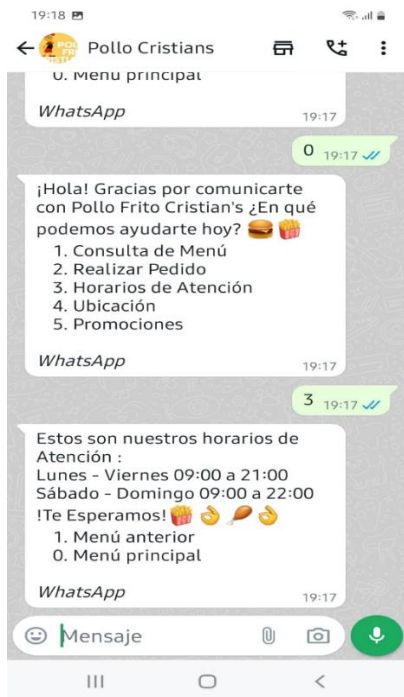 19:18
Pollo Cristians
0. Menú principal
WhatsApp
19:17
0 19:17
¡Hola! Gracias por comunicarte
con Pollo Frito Cristian's ¿En qué
podemos ayudarte hoy? 🍔 🍟
1. Consulta de Menú
2. Realizar Pedido
3. Horarios de Atención
4. Ubicación
5. Promociones
WhatsApp
19:17
3 19:17
Estos son nuestros horarios de
Atención :
Lunes - Viernes 09:00 a 21:00
Sábado - Domingo 09:00 a 22:00
!Te Esperamos! 🍟 👌 🍗 👌
1. Menú anterior
0. Menú principal
WhatsApp
19:17
Mensaje